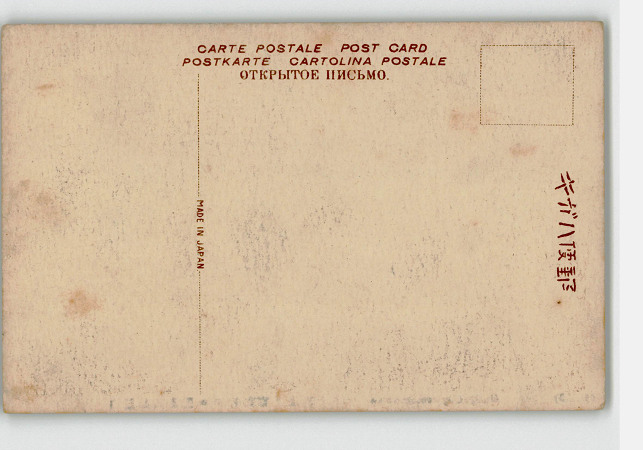 CARTE POSTALE POST CARD
POSTKARTE CARTOLINA POSTALE
ОТКРЫТОЕ ПИСЬМО.
MADE IN JAPAN
郵便ハガキ